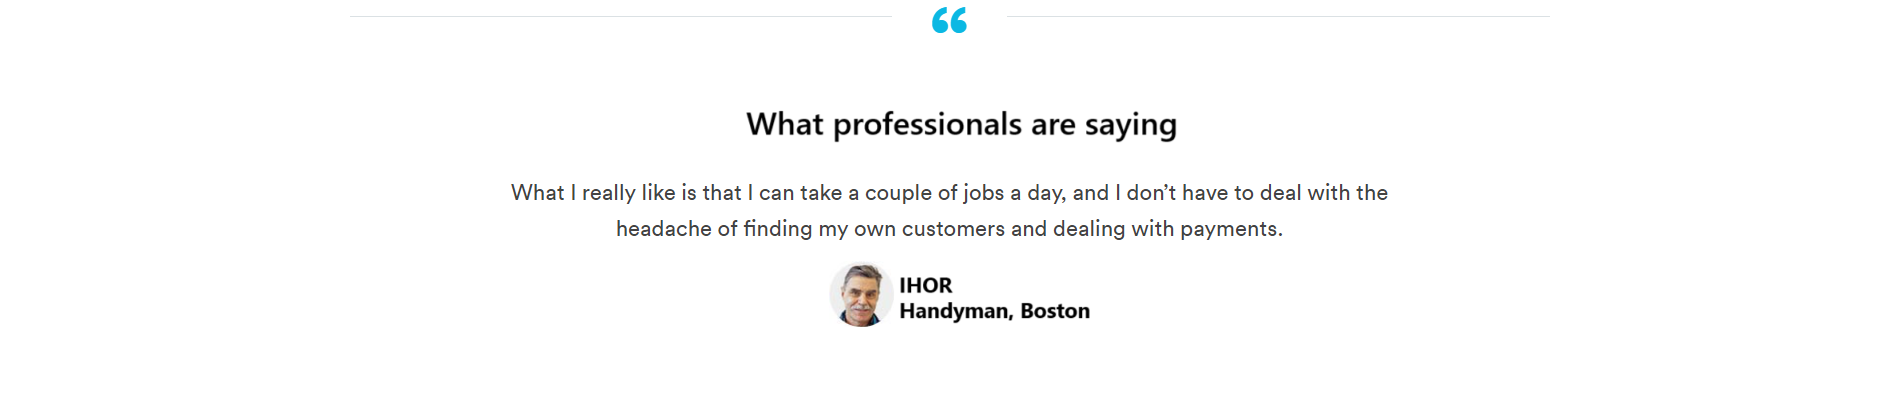 “
What professionals are saying
What I really like is that I can take a couple of jobs a day, and I don’t have to deal with the
headache of finding my own customers and dealing with payments.
IHOR
Handyman, Boston